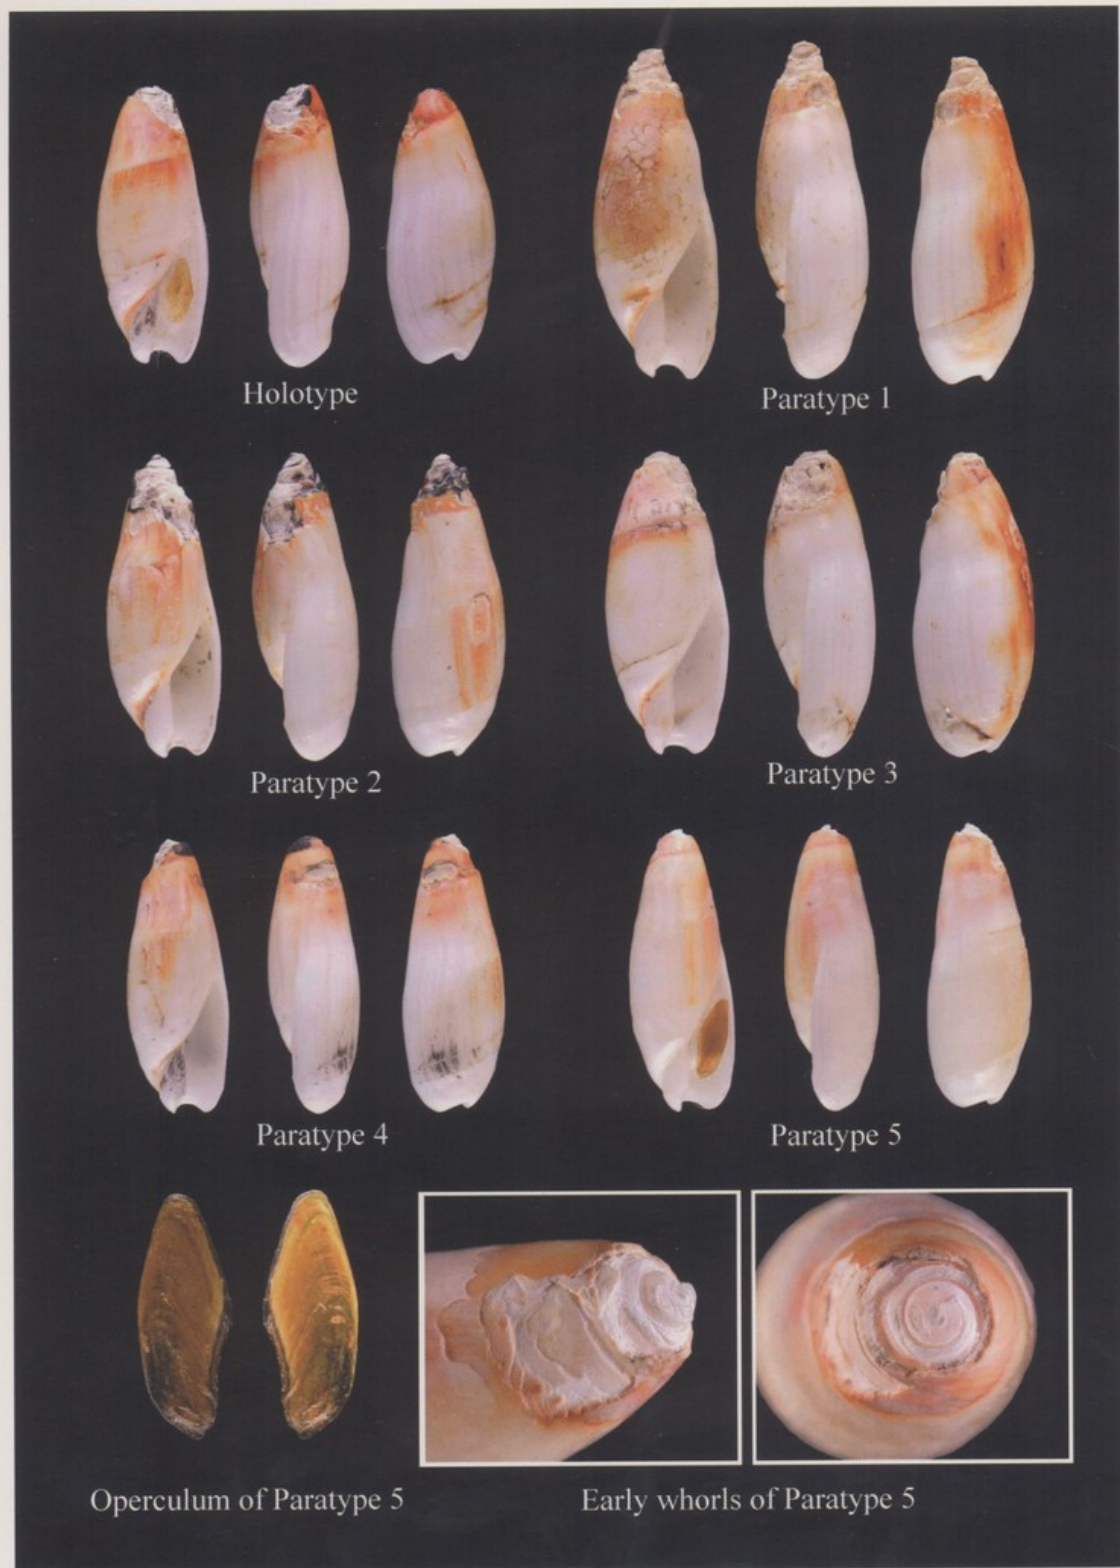 Holotype
Paratype 1
Paratype 2
Paratype 3
Paratype 4
Paratype 5
Operculum of Paratype 5
Early whorls of Paratype 5